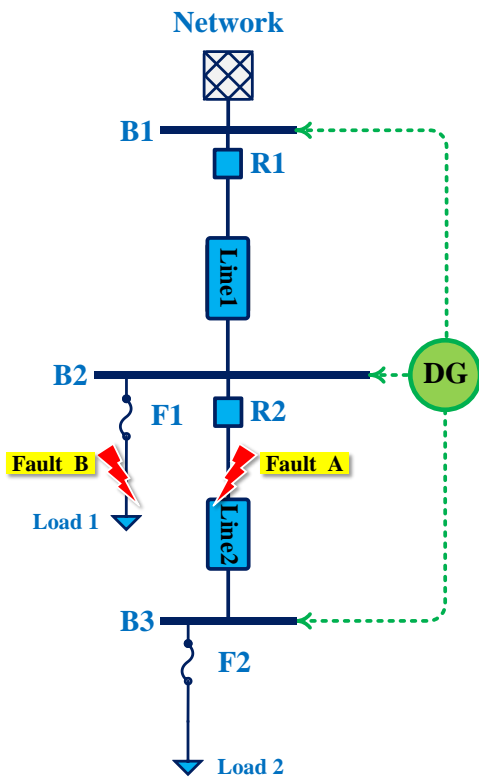 Network
B1
R1
Line1
B2
DG
F1
R2
Fault B
Fault A
Load 1
Line2
B3
F2
Load 2